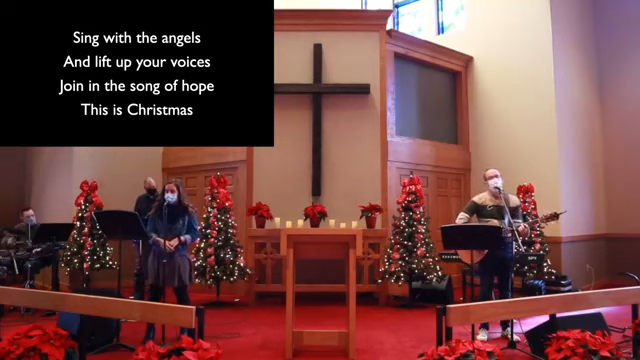 Sing with the angels
And lift up your voices
Join in the song of hope
This is Christmas